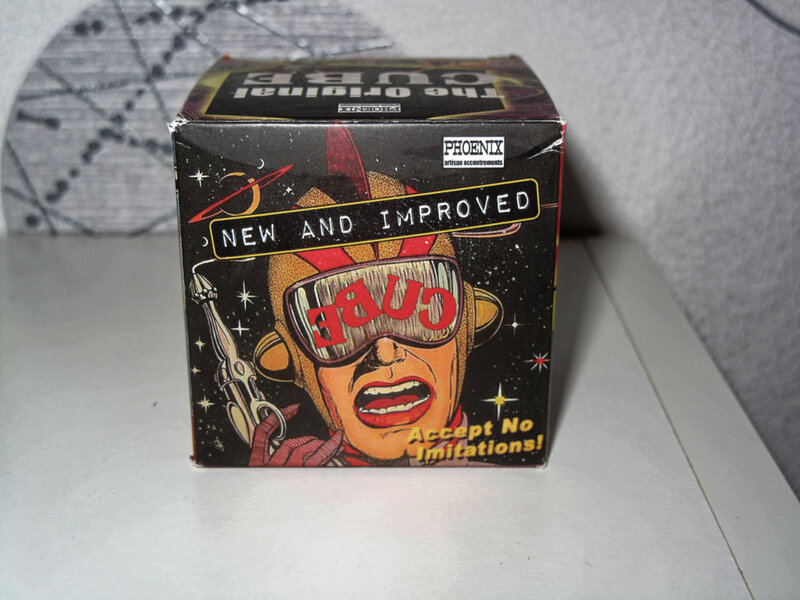 The Original
CUBE
PHOENIX
PHOENIX
artisan accoutrements
NEW AND IMPROVED
CUBE
Accept No
Imitations!